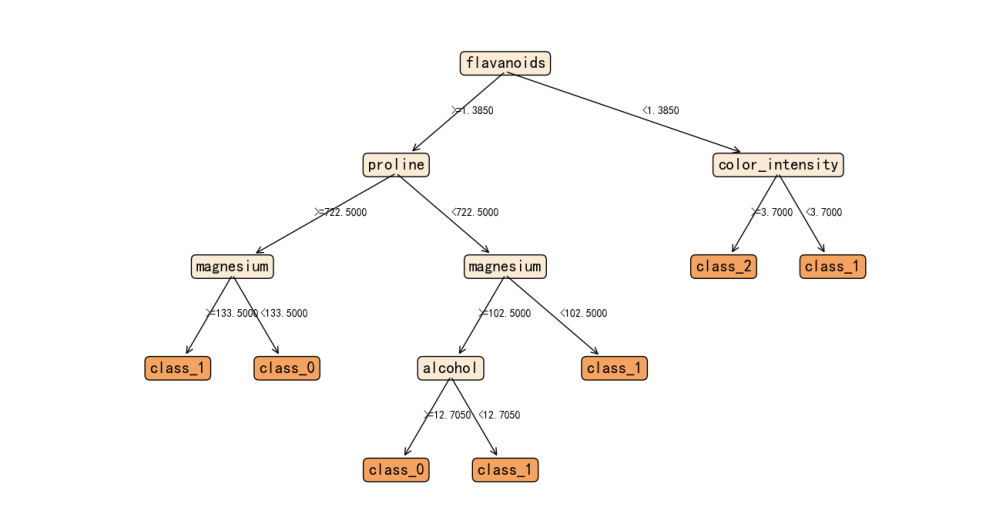 flavanoids
>=1.3850
<1.3850
proline
color_intensity
>=722.5000
<722.5000
>=3.7000
<3.7000
magnesium
magnesium
class_2
class_1
>=133.5000
<133.5000
>=102.5000
<102.5000
class_1
class_0
alcohol
class_1
>=12.7050
<12.7050
class_0
class_1